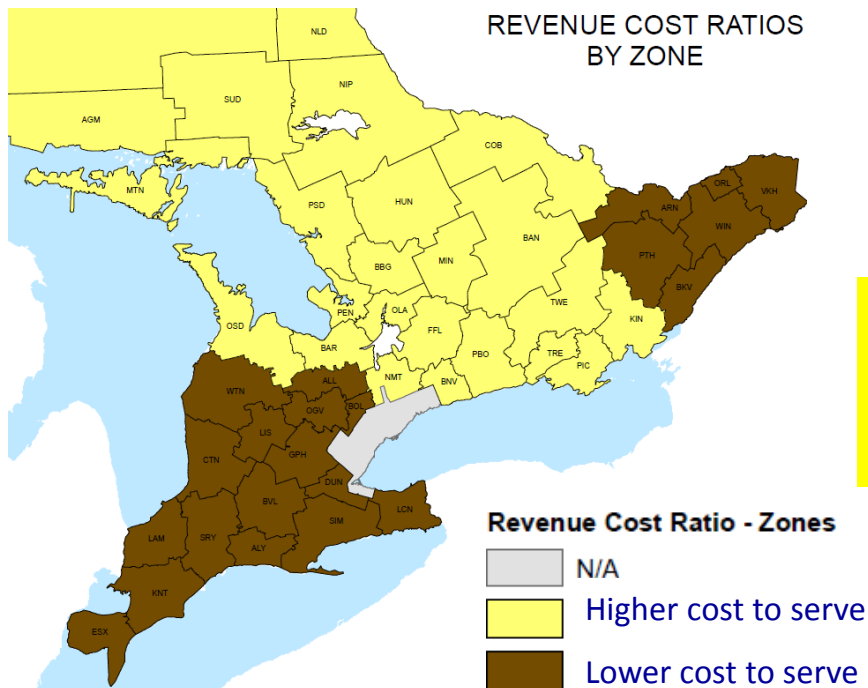 REVENUE COST RATIOS
BY ZONE
NLD
NIP
SUD
AGM
COB
MTN
PSD
HUN
ORL
VKH
ARN
WIN
BAN
PTH
MIN
BBG
BKV
TWE
PEN
OLA
KIN
OSD
FFL
BAR
PBO
TRE
PIC
NMT
BNV
ALL
WTN
BOL
OGV
LIS
GPH
CTN
DUN
BVL
LCN
SIM
LAM
SRY
ALY
KNT
ESX
Revenue Cost Ratio - Zones
N/A
Higher cost to serve
Lower cost to serve